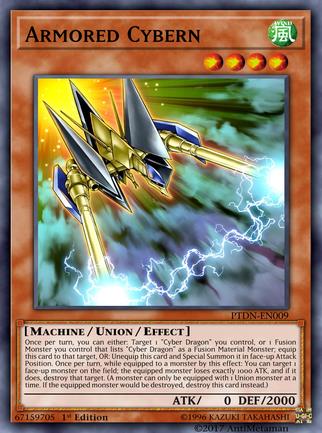 ARMORED CYBERN
WIND
風
PTDN-EN009
[MACHINE / UNION / EFFECT]
Once per turn, you can either: Target 1 "Cyber Dragon" you control, or 1 Fusion
Monster you control that lists "Cyber Dragon" as a Fusion Material Monster; equip
this card to that target, OR: Unequip this card and Special Summon it in face-up Attack
Position. Once per turn, while equipped to a monster by this effect: You can target 1
face-up monster on the field; the equipped monster loses exactly 1000 ATK, and if it
does, destroy that target. (A monster can only be equipped with 1 Union monster at a
time. If the equipped monster would be destroyed, destroy this card instead.)
ATK/ 0 DEF/2000
67159705 1st Edition ©1996 KAZUKI TAKAHASHI
©2017 AntiMetaman